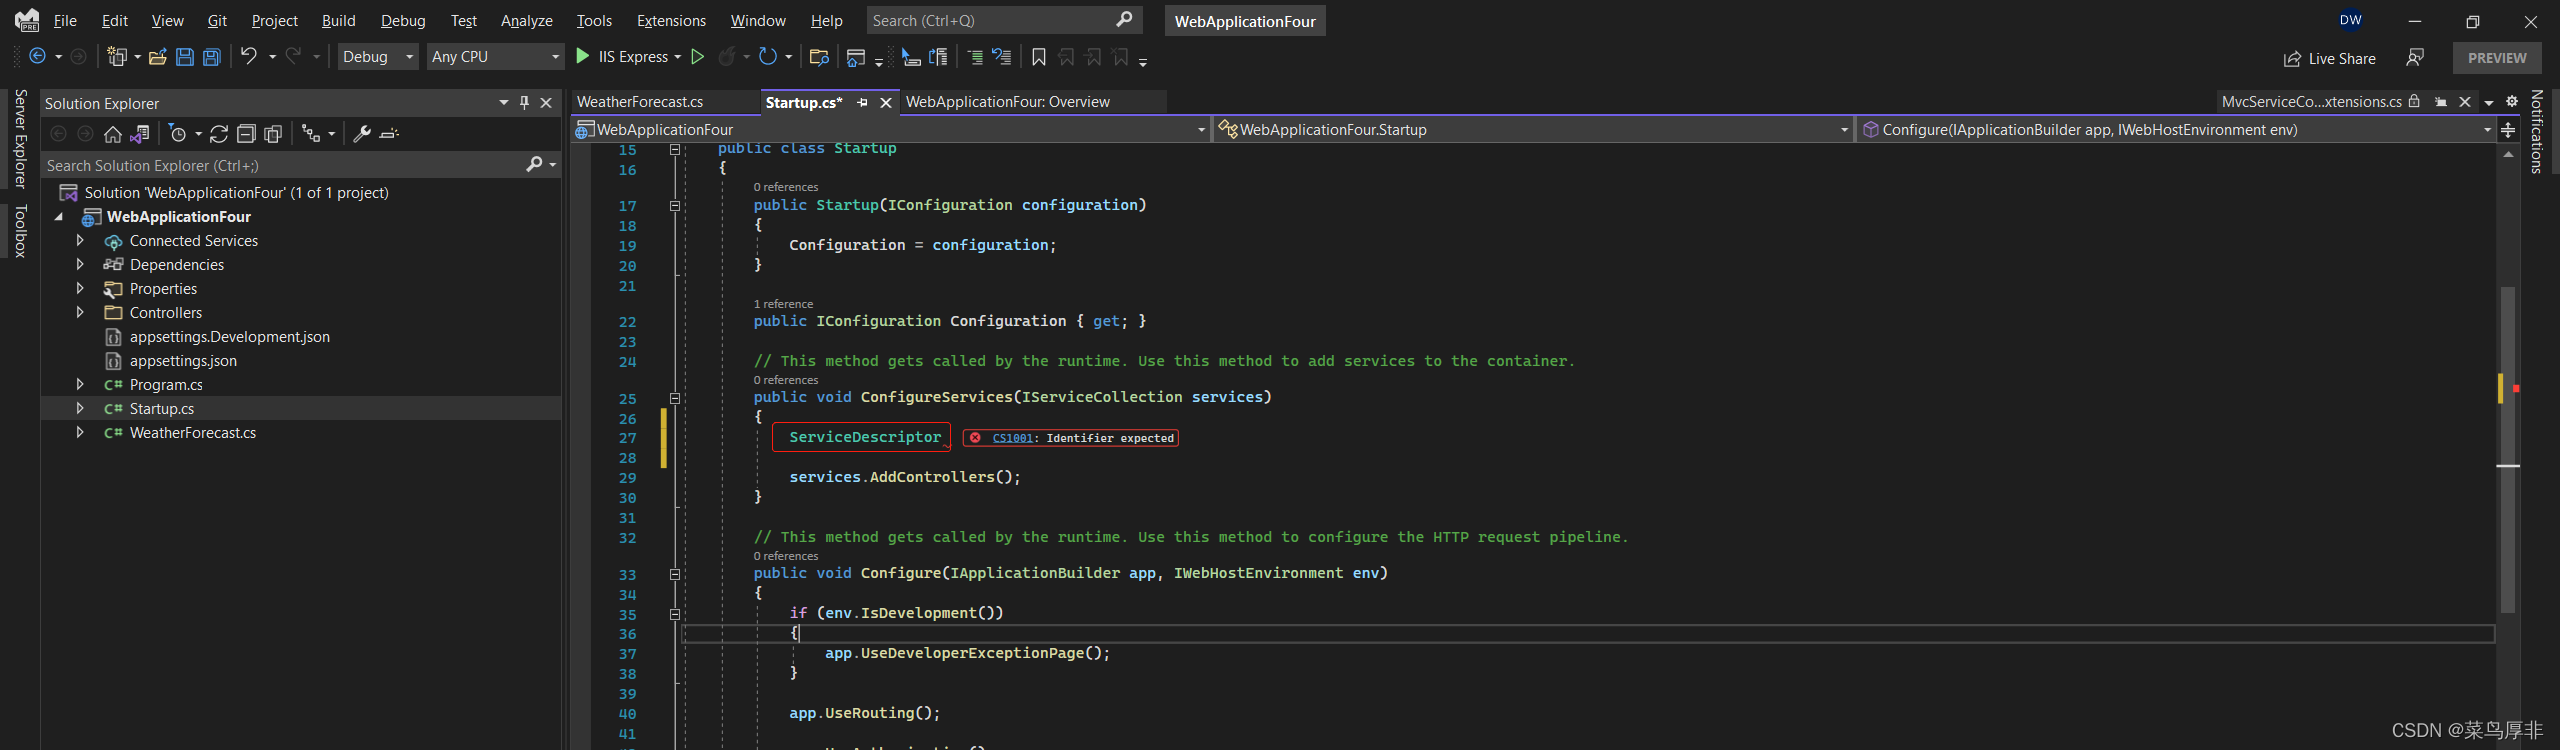 File Edit View Git Project Build Debug Test Analyze Tools Extensions Window Help Search (Ctrl+Q) WebApplicationFour DW
PRE
Debug Any CPU IIS Express Live Share PREVIEW
Server Explorer
Toolbox
Solution Explorer
Search Solution Explorer (Ctrl+;)
Solution 'WebApplicationFour' (1 of 1 project)
WebApplicationFour
Connected Services
Dependencies
Properties
Controllers
appsettings.Development.json
appsettings.json
C# Program.cs
C# Startup.cs
C# WeatherForecast.cs
WeatherForecast.cs Startup.cs* WebApplicationFour: Overview MvcServiceCo...xtensions.cs
WebApplicationFour WebApplicationFour.Startup Configure(IApplicationBuilder app, IWebHostEnvironment env)
Notifications
15 public class Startup
16 {
0 references
17 public Startup(IConfiguration configuration)
18 {
19 Configuration = configuration;
20 }
21
1 reference
22 public IConfiguration Configuration { get; }
23
24 // This method gets called by the runtime. Use this method to add services to the container.
0 references
25 public void ConfigureServices(IServiceCollection services)
26 {
27 ServiceDescriptor CS1001: Identifier expected
28
29 services.AddControllers();
30 }
31
32 // This method gets called by the runtime. Use this method to configure the HTTP request pipeline.
0 references
33 public void Configure(IApplicationBuilder app, IWebHostEnvironment env)
34 {
35 if (env.IsDevelopment())
36 {
37 app.UseDeveloperExceptionPage();
38 }
39
40 app.UseRouting();
41
CSDN @菜鸟厚非